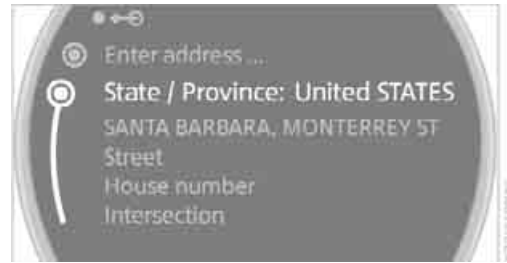 Enter address ...
State / Province: United STATES
SANTA BARBARA, MONTERREY ST
Street
House number
Intersection